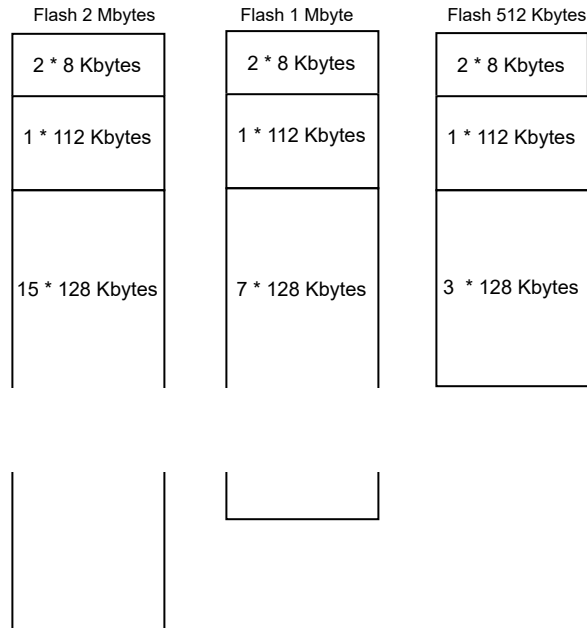 Flash 2 Mbytes
Flash 1 Mbyte
Flash 512 Kbytes
2 * 8 Kbytes
2 * 8 Kbytes
2 * 8 Kbytes
1 * 112 Kbytes
1 * 112 Kbytes
1 * 112 Kbytes
15 * 128 Kbytes
7 * 128 Kbytes
3 * 128 Kbytes